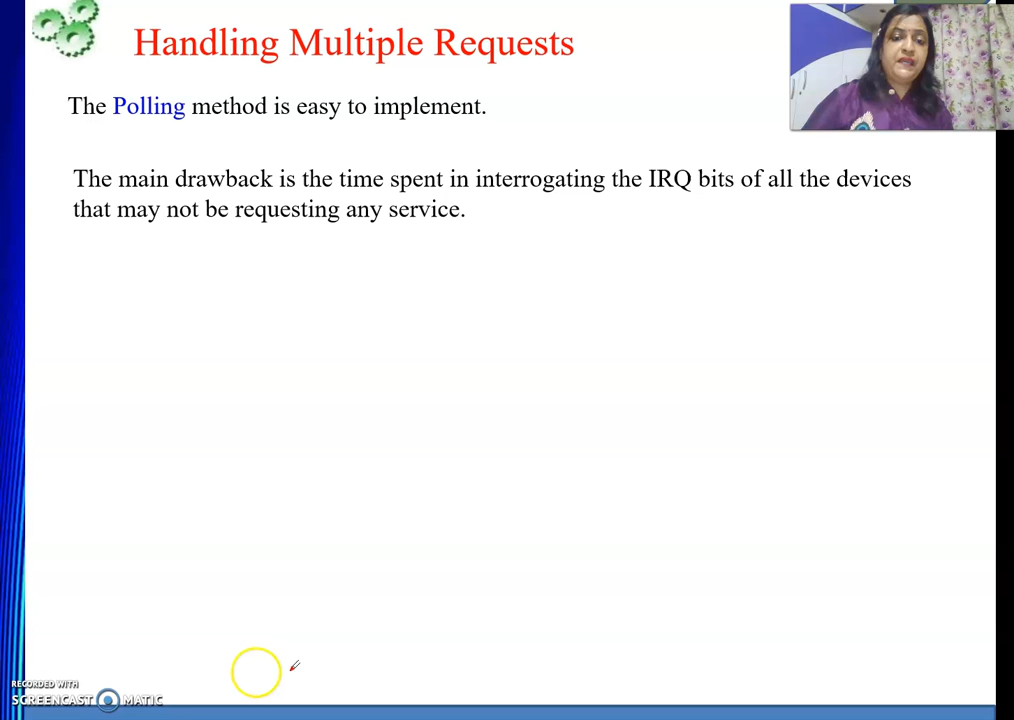 Handling Multiple Requests
The Polling method is easy to implement.
The main drawback is the time spent in interrogating the IRQ bits of all the devices
that may not be requesting any service.
RECORDED WITH
SCREENCAST MATIC